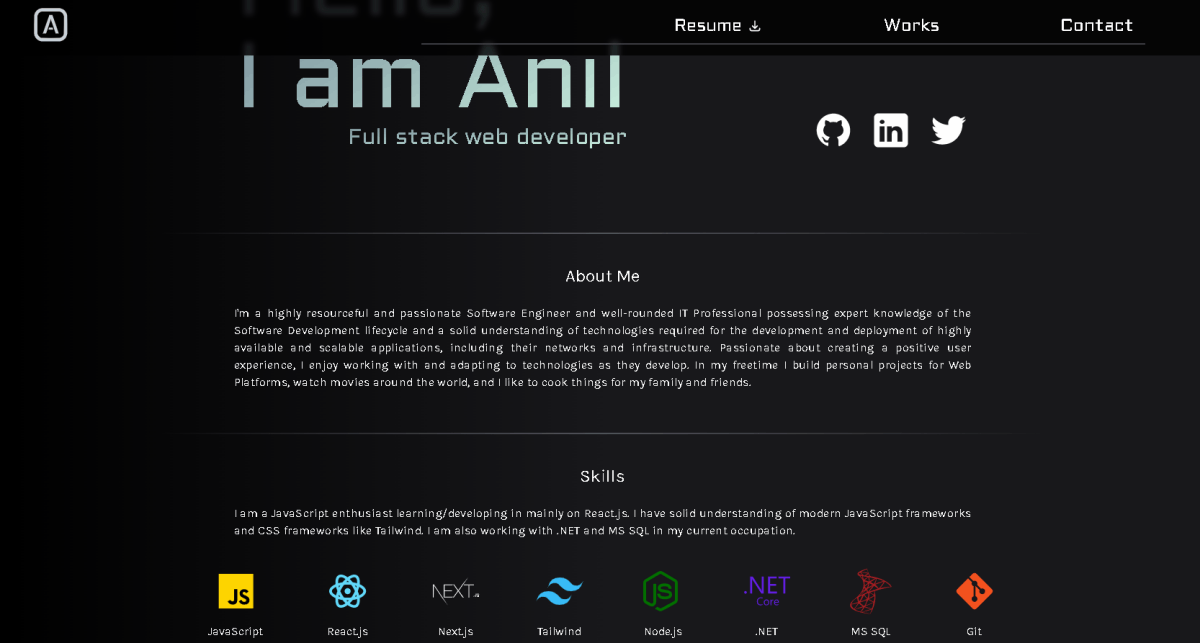 A
Resume
Works
Contact
Hello,
I am Anil
Full stack web developer
in
About Me
I'm a highly resourceful and passionate Software Engineer and well-rounded IT Professional possessing expert knowledge of the
Software Development lifecycle and a solid understanding of technologies required for the development and deployment of highly
available and scalable applications, including their networks and infrastructure. Passionate about creating a positive user
experience, I enjoy working with and adapting to technologies as they develop. In my freetime I build personal projects for Web
Platforms, watch movies around the world, and I like to cook things for my family and friends.
Skills
I am a JavaScript enthusiast learning/developing in mainly on React.js. I have solid understanding of modern JavaScript frameworks
and CSS frameworks like Tailwind. I am also working with .NET and MS SQL in my current occupation.
JS
NEXT.js
JS
.NET
Core
JavaScript
React.js
Next.js
Tailwind
Node.js
.NET
MS SQL
Git